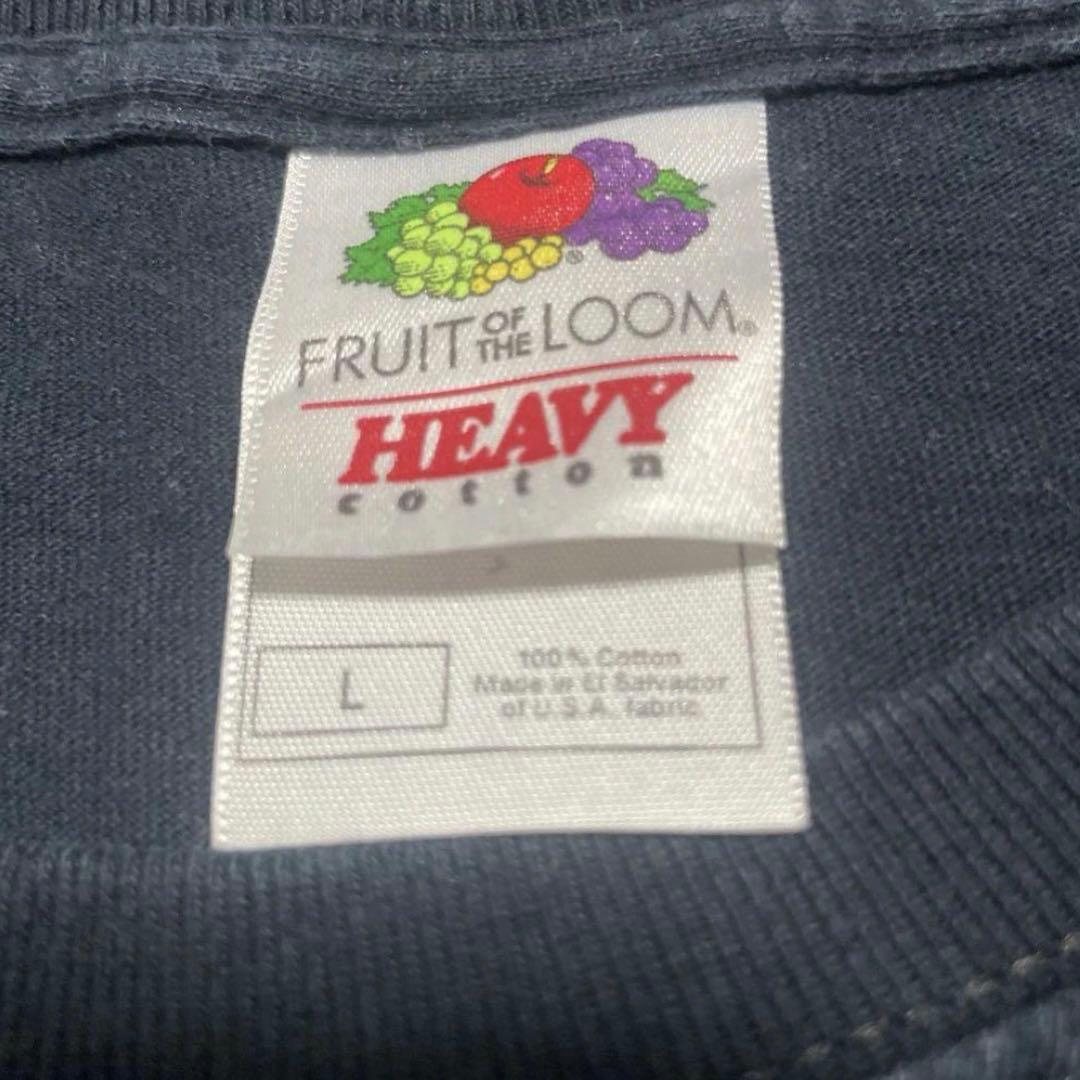 ®
FRUIT OF THE LOOM®
HEAVY
cotton
L
100% Cotton
Made in El Salvador
of U.S.A. fabric